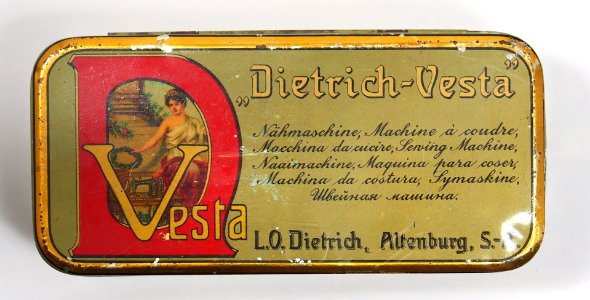 D
Vesta
„Dietrich-Vesta"
Nähmaschine, Machine à coudre,
Macchina da cucire, Sewing Machine,
Naaimachine, Maquina para coser,
Machina da costura, Symaskine,
Швейная машина.
L.O. Dietrich, Altenburg,